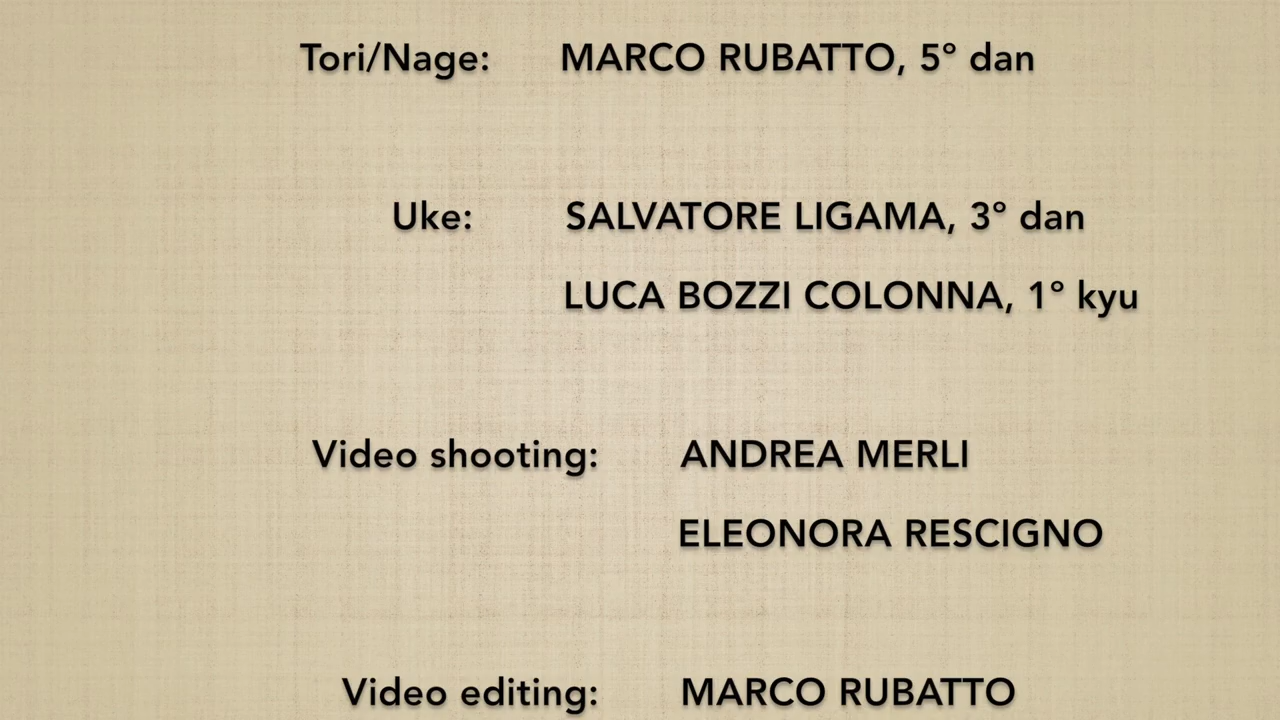 Tori/Nage: MARCO RUBATTO, 5° dan
Uke: SALVATORE LIGAMA, 3° dan
LUCA BOZZI COLONNA, 1° kyu
Video shooting: ANDREA MERLI
ELEONORA RESCIGNO
Video editing: MARCO RUBATTO